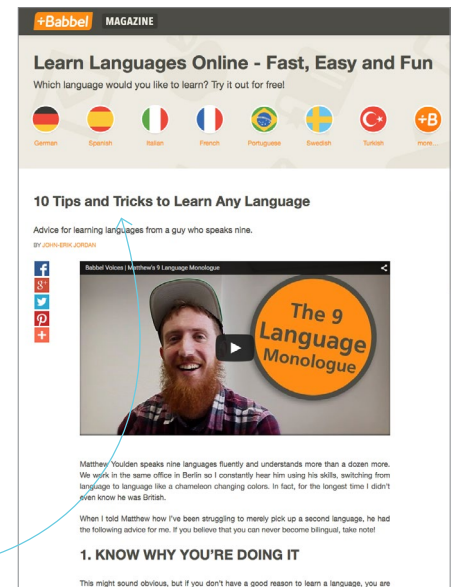 +Babbel MAGAZINE
Learn Languages Online - Fast, Easy and Fun
Which language would you like to learn? Try it out for free!
+B
German Spanish Italian French Portuguese Swedish Turkish more...
10 Tips and Tricks to Learn Any Language
Advice for learning languages from a guy who speaks nine.
BY JOHN-ERIK JORDAN
Babbel Voices | Matthew's 9 Language Monologue
The 9
Language
Monologue
Matthew Youlden speaks nine languages fluently and understands more than a dozen more.
We work in the same office in Berlin so I constantly hear him using his skills, switching from
language to language like a chameleon changing colors. In fact, for the longest time I didn't
even know he was British.
When I told Matthew how I've been struggling to merely pick up a second language, he had
the following advice for me. If you believe that you can never become bilingual, take note!
1. KNOW WHY YOU'RE DOING IT
This might sound obvious, but if you don't have a good reason to learn a language, you are